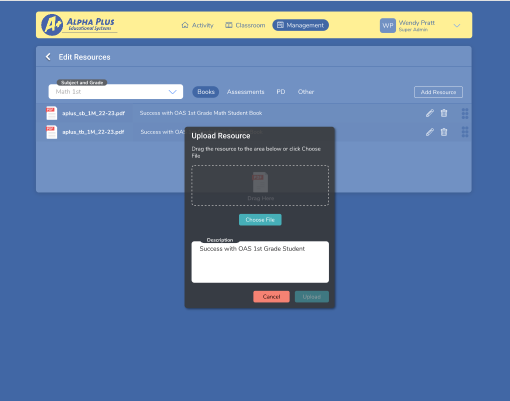 ALPHA PLUS
Educational Systems
Activity
Classroom
Management
WP
Wendy Pratt
Super Admin
Edit Resources
Subject and Grade
Math 1st
Books
Assessments
PD
Other
Add Resource
aplus_sb_1M_22-23.pdf
Success with OAS 1st Grade Math Student Book
aplus_tb_1M_22-23.pdf
Success with OAS
Upload Resource
Drag the resource to the area below or click Choose
File
Drag Here
Choose File
Description
Success with OAS 1st Grade Student
Cancel
Upload